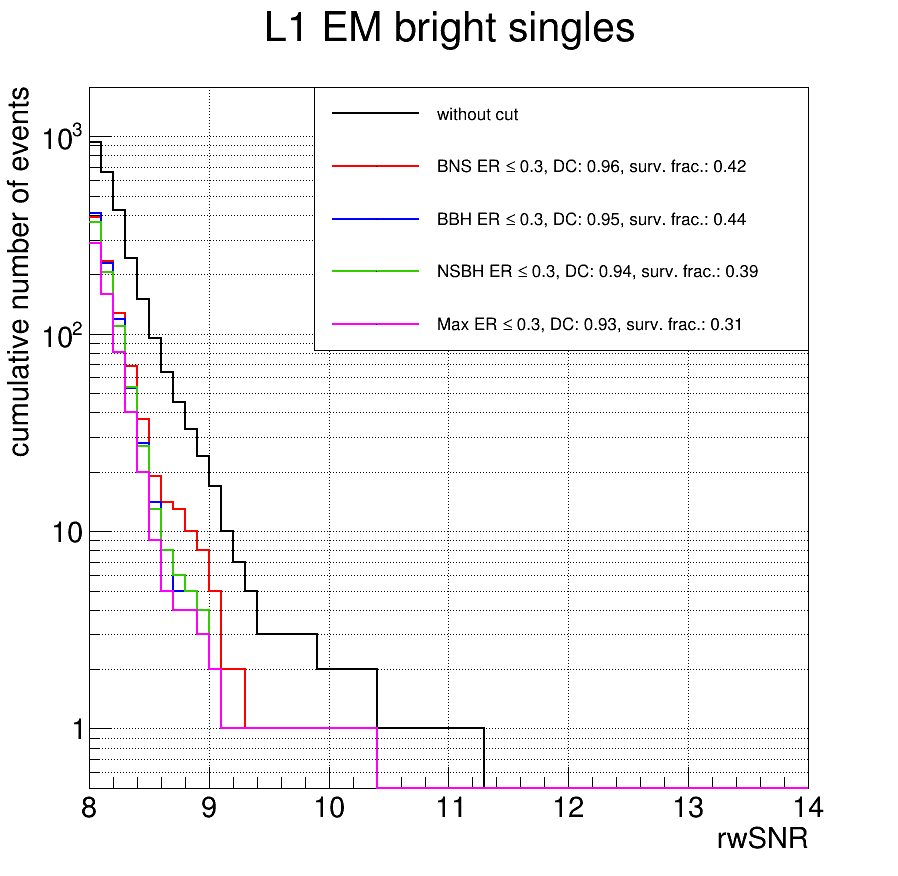 L1 EM bright singles
cumulative number of events
10³
10²
10
1
without cut
BNS ER ≤ 0.3, DC: 0.96, surv. frac.: 0.42
BBH ER ≤ 0.3, DC: 0.95, surv. frac.: 0.44
NSBH ER ≤ 0.3, DC: 0.94, surv. frac.: 0.39
Max ER ≤ 0.3, DC: 0.93, surv. frac.: 0.31
8 9 10 11 12 13 14
rwSNR